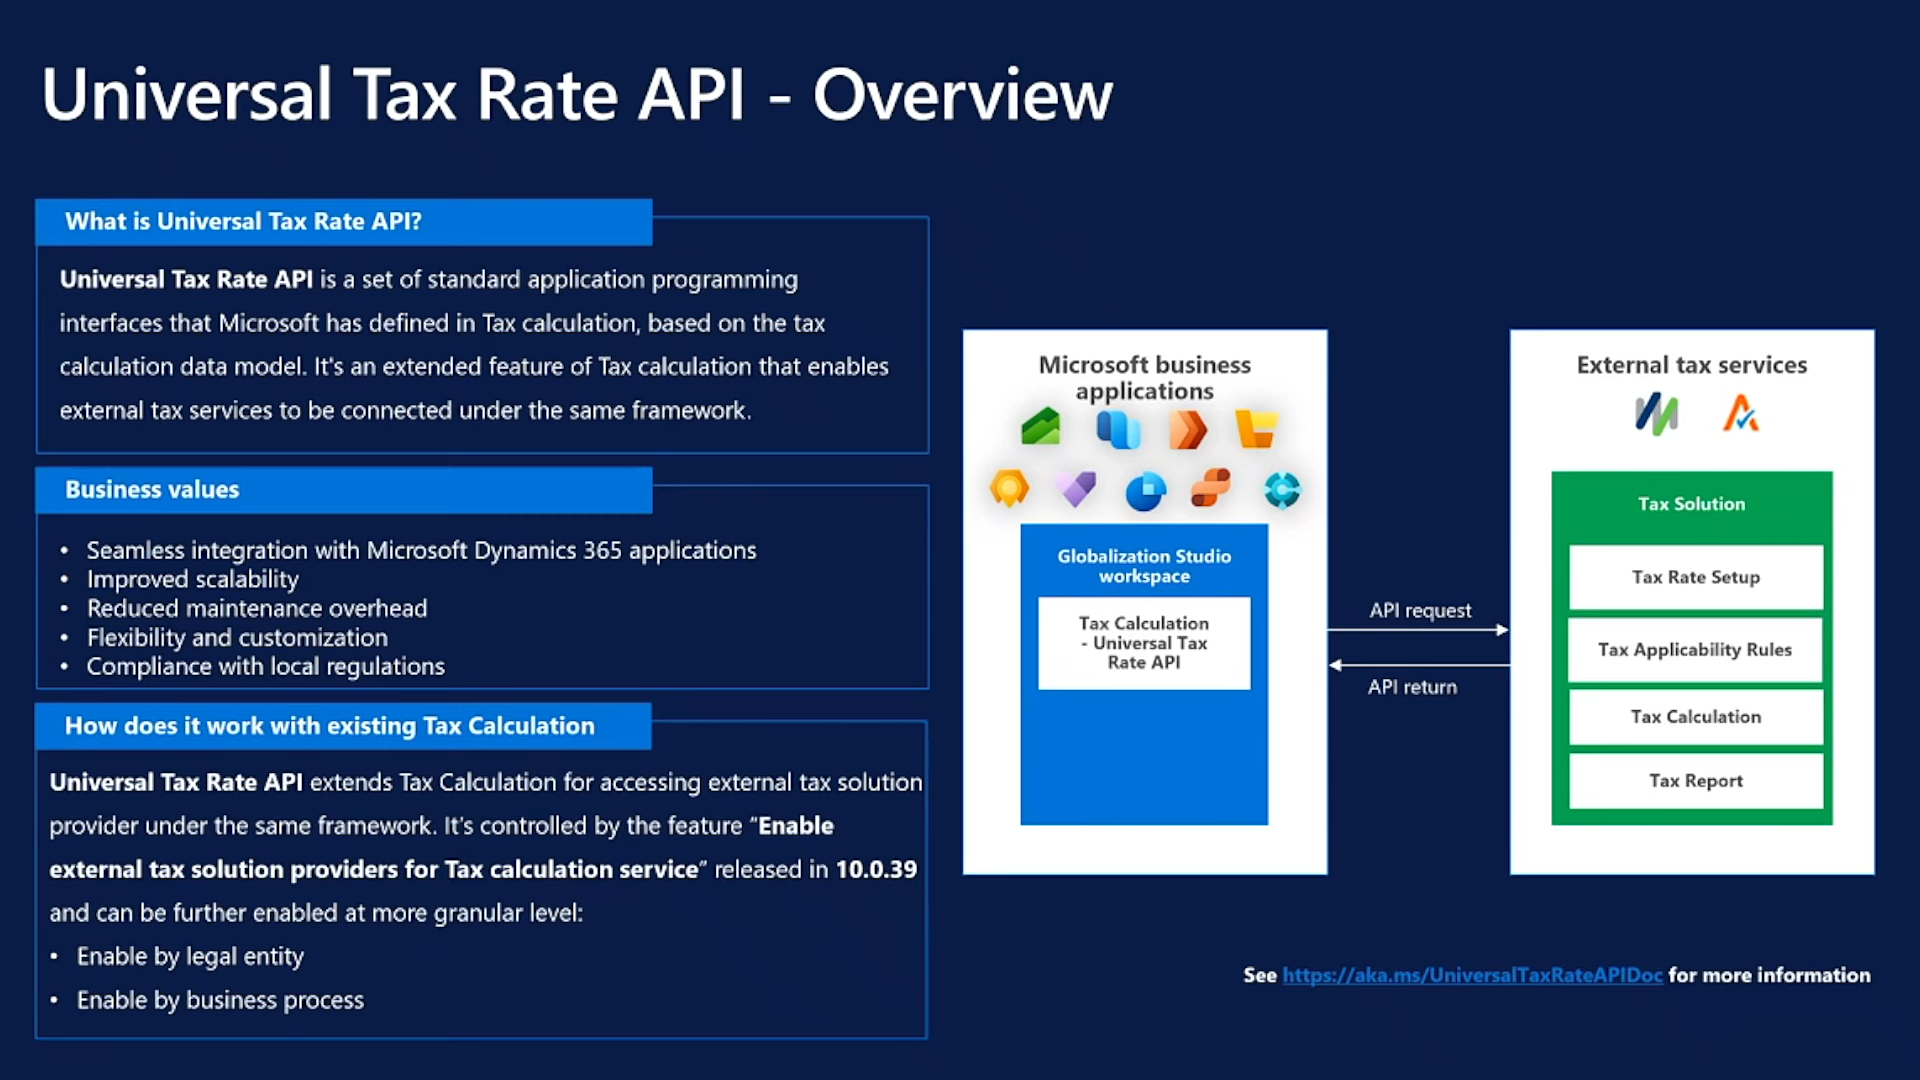 Universal Tax Rate API - Overview
What is Universal Tax Rate API?
Universal Tax Rate API is a set of standard application programming
interfaces that Microsoft has defined in Tax calculation, based on the tax
calculation data model. It's an extended feature of Tax calculation that enables
external tax services to be connected under the same framework.
Business values
• Seamless integration with Microsoft Dynamics 365 applications
• Improved scalability
• Reduced maintenance overhead
• Flexibility and customization
• Compliance with local regulations
How does it work with existing Tax Calculation
Universal Tax Rate API extends Tax Calculation for accessing external tax solution
provider under the same framework. It's controlled by the feature "Enable
external tax solution providers for Tax calculation service" released in 10.0.39
and can be further enabled at more granular level:
• Enable by legal entity
• Enable by business process
Microsoft business
applications
Globalization Studio
workspace
Tax Calculation
- Universal Tax
Rate API
API request
API return
External tax services
Tax Solution
Tax Rate Setup
Tax Applicability Rules
Tax Calculation
Tax Report
See https://aka.ms/UniversalTaxRateAPIDoc for more information